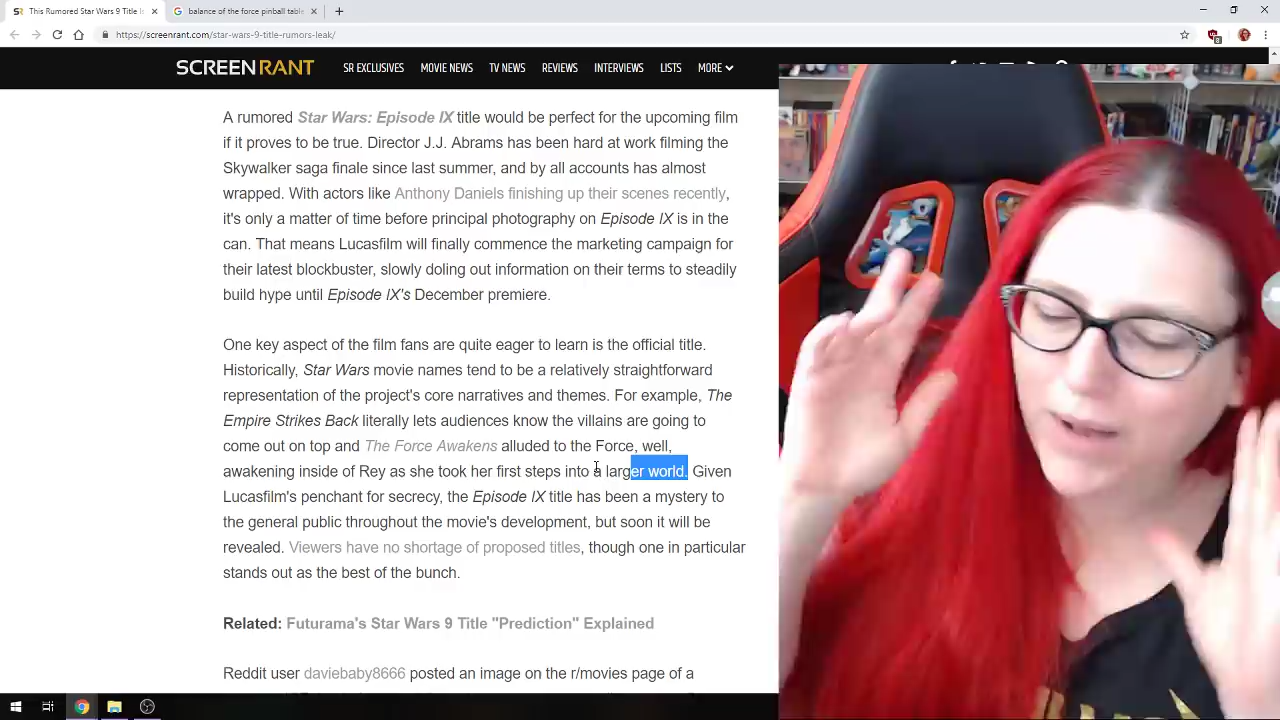 This Rumored Star Wars 9 Title Is
balance of the force pinball table
https://screenrant.com/star-wars-9-title-rumors-leak/
SCREENRANT
SR EXCLUSIVES
MOVIE NEWS
TV NEWS
REVIEWS
INTERVIEWS
LISTS
MORE
A rumored Star Wars: Episode IX title would be perfect for the upcoming film
if it proves to be true. Director J.J. Abrams has been hard at work filming the
Skywalker saga finale since last summer, and by all accounts has almost
wrapped. With actors like Anthony Daniels finishing up their scenes recently,
it's only a matter of time before principal photography on Episode IX is in the
can. That means Lucasfilm will finally commence the marketing campaign for
their latest blockbuster, slowly doling out information on their terms to steadily
build hype until Episode IX's December premiere.
One key aspect of the film fans are quite eager to learn is the official title.
Historically, Star Wars movie names tend to be a relatively straightforward
representation of the project's core narratives and themes. For example, The
Empire Strikes Back literally lets audiences know the villains are going to
come out on top and The Force Awakens alluded to the Force, well,
awakening inside of Rey as she took her first steps into a larger world. Given
Lucasfilm's penchant for secrecy, the Episode IX title has been a mystery to
the general public throughout the movie's development, but soon it will be
revealed. Viewers have no shortage of proposed titles, though one in particular
stands out as the best of the bunch.
Related: Futurama's Star Wars 9 Title "Prediction" Explained
Reddit user daviebaby8666 posted an image on the r/movies page of a